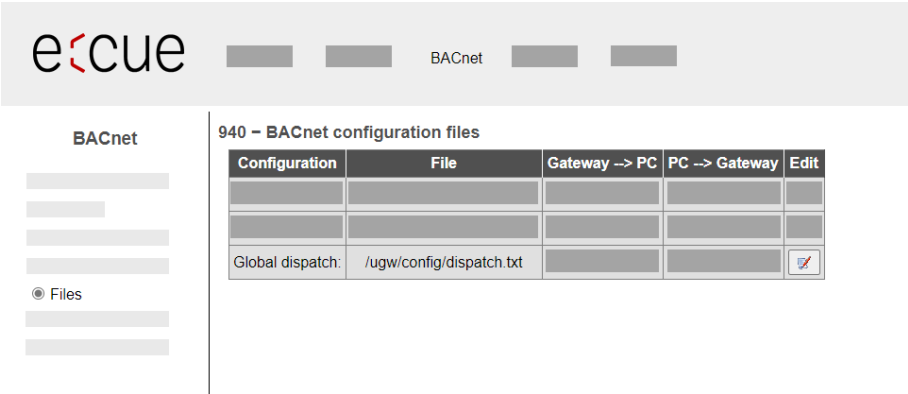 e:cue
BACnet
BACnet
940 – BACnet configuration files
Configuration File Gateway --> PC PC --> Gateway Edit
Global dispatch: /ugw/config/dispatch.txt
Files